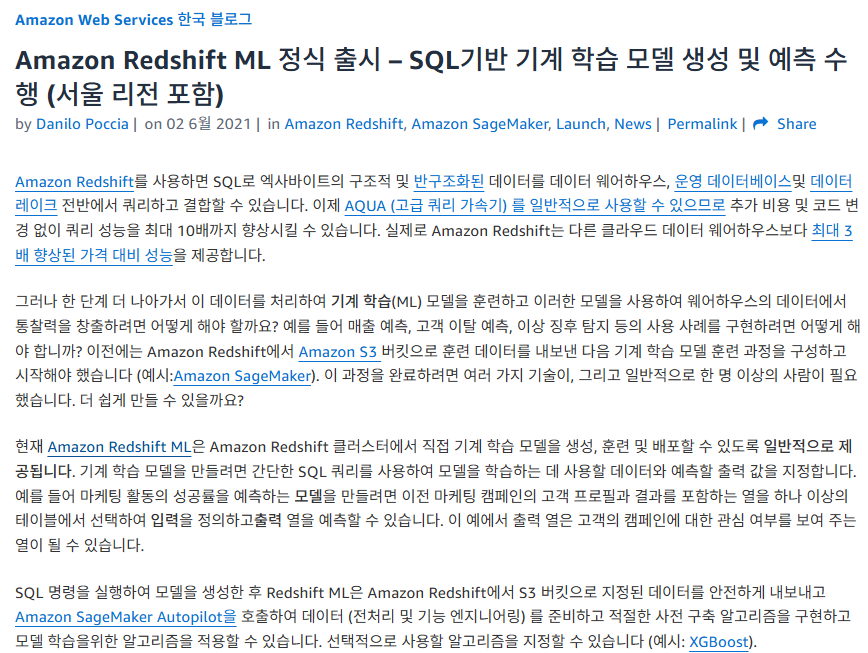 Amazon Web Services 한국 블로그
Amazon Redshift ML 정식 출시 – SQL기반 기계 학습 모델 생성 및 예측 수
행 (서울 리전 포함)
by Danilo Poccia | on 02 6월 2021 | in Amazon Redshift, Amazon SageMaker, Launch, News | Permalink | Share
Amazon Redshift를 사용하면 SQL로 엑사바이트의 구조적 및 반구조화된 데이터를 데이터 웨어하우스, 운영 데이터베이스및 데이터
레이크 전반에서 쿼리하고 결합할 수 있습니다. 이제 AQUA (고급 쿼리 가속기) 를 일반적으로 사용할 수 있으므로 추가 비용 및 코드 변
경 없이 쿼리 성능을 최대 10배까지 향상시킬 수 있습니다. 실제로 Amazon Redshift는 다른 클라우드 데이터 웨어하우스보다 최대 3
배 향상된 가격 대비 성능을 제공합니다.
그러나 한 단계 더 나아가서 이 데이터를 처리하여 기계 학습(ML) 모델을 훈련하고 이러한 모델을 사용하여 웨어하우스의 데이터에서
통찰력을 창출하려면 어떻게 해야 할까요? 예를 들어 매출 예측, 고객 이탈 예측, 이상 징후 탐지 등의 사용 사례를 구현하려면 어떻게 해
야 합니까? 이전에는 Amazon Redshift에서 Amazon S3 버킷으로 훈련 데이터를 내보낸 다음 기계 학습 모델 훈련 과정을 구성하고
시작해야 했습니다 (예시:Amazon SageMaker). 이 과정을 완료하려면 여러 가지 기술이, 그리고 일반적으로 한 명 이상의 사람이 필요
했습니다. 더 쉽게 만들 수 있을까요?
현재 Amazon Redshift ML은 Amazon Redshift 클러스터에서 직접 기계 학습 모델을 생성, 훈련 및 배포할 수 있도록 일반적으로 제
공됩니다. 기계 학습 모델을 만들려면 간단한 SQL 쿼리를 사용하여 모델을 학습하는 데 사용할 데이터와 예측할 출력 값을 지정합니다.
예를 들어 마케팅 활동의 성공률을 예측하는 모델을 만들려면 이전 마케팅 캠페인의 고객 프로필과 결과를 포함하는 열을 하나 이상의
테이블에서 선택하여 입력을 정의하고출력 열을 예측할 수 있습니다. 이 예에서 출력 열은 고객의 캠페인에 대한 관심 여부를 보여 주는
열이 될 수 있습니다.
SQL 명령을 실행하여 모델을 생성한 후 Redshift ML은 Amazon Redshift에서 S3 버킷으로 지정된 데이터를 안전하게 내보내고
Amazon SageMaker Autopilot을 호출하여 데이터 (전처리 및 기능 엔지니어링) 를 준비하고 적절한 사전 구축 알고리즘을 구현하고
모델 학습을위한 알고리즘을 적용할 수 있습니다. 선택적으로 사용할 알고리즘을 지정할 수 있습니다 (예시: XGBoost).